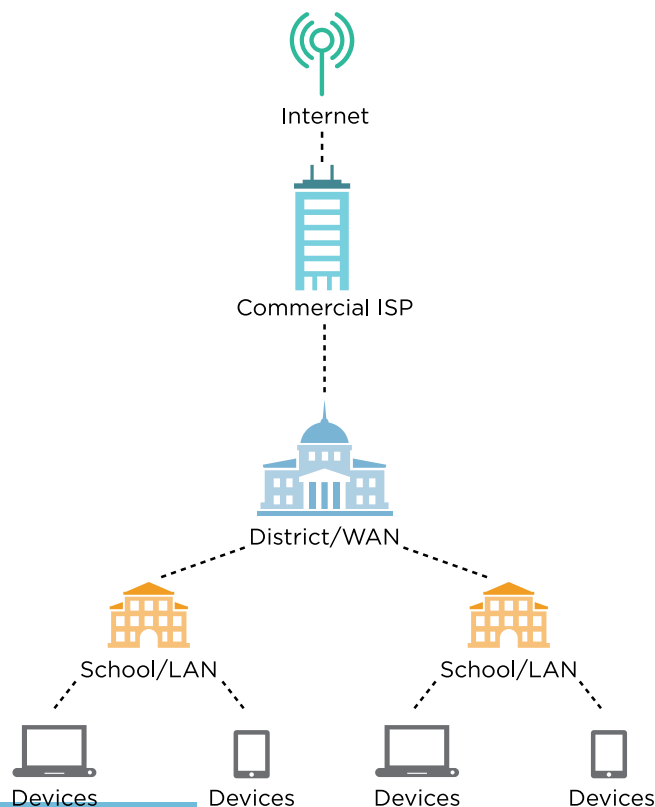 Internet
Commercial ISP
District/WAN
School/LAN School/LAN
Devices Devices Devices Devices